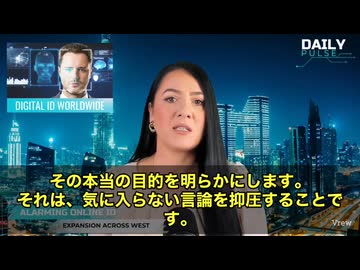 DAILY
PULSE
DIGITAL ID WORLDWIDE
その本当の目的を明らかにします。
それは、気に入らない言論を抑圧することで
す。
ALARMING ONLINE ID
EXPANSION ACROSS WEST
Vrew